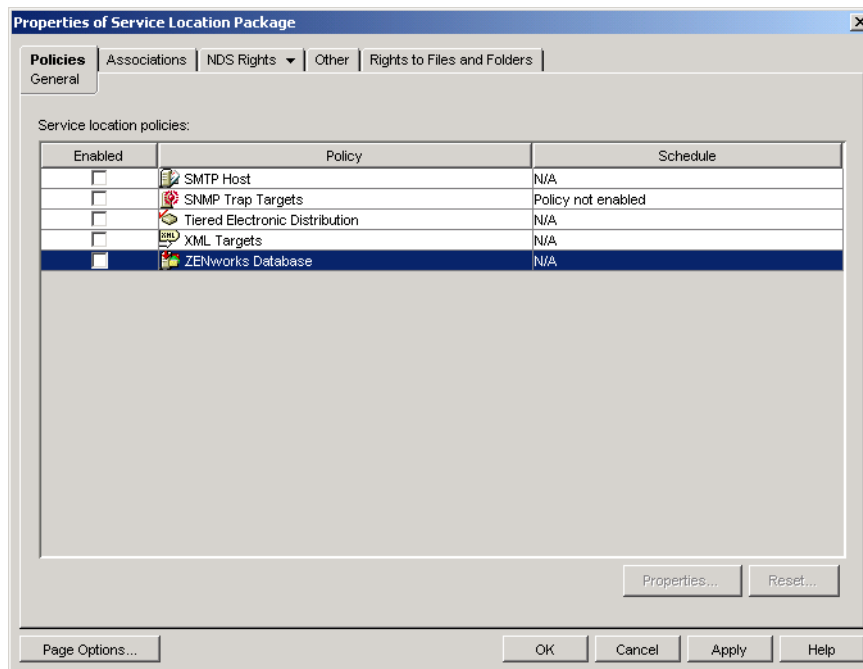 Properties of Service Location Package
Policies Associations NDS Rights Other Rights to Files and Folders
General
Service location policies:
Enabled Policy Schedule
SMTP Host N/A
SNMP Trap Targets Policy not enabled
Tiered Electronic Distribution N/A
XML XML Targets N/A
ZENworks Database N/A
Properties... Reset...
Page Options... OK Cancel Apply Help